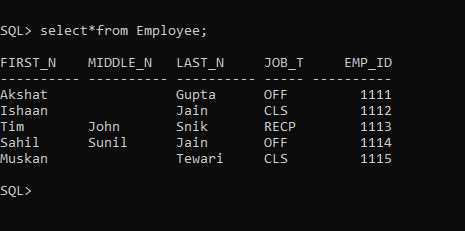 SQL> select*from Employee;
FIRST_N    MIDDLE_N   LAST_N     JOB_T     EMP_ID
---------- ---------- ---------- ----- ----------
Akshat                Gupta      OFF         1111
Ishaan                Jain       CLS         1112
Tim        John       Snik       RECP        1113
Sahil      Sunil      Jain       OFF         1114
Muskan                Tewari     CLS         1115
SQL>